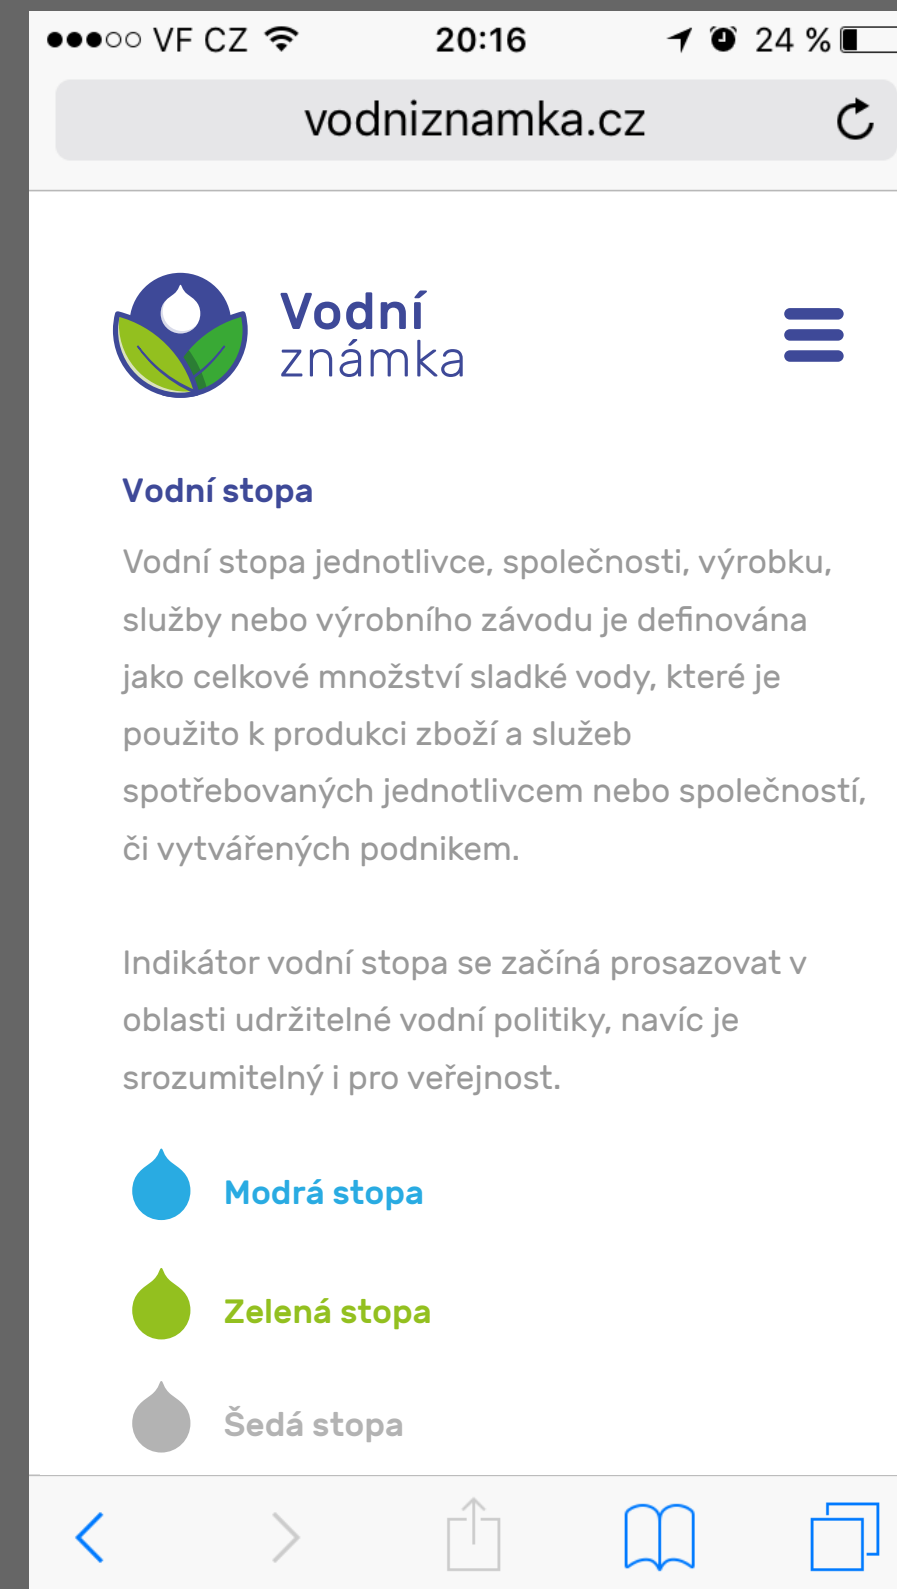 VF CZ 20:16 24 %
vodniznamka.cz
Vodní
známka
Vodní stopa
Vodní stopa jednotlivce, společnosti, výrobku,
služby nebo výrobního závodu je definována
jako celkové množství sladké vody, které je
použito k produkci zboží a služeb
spotřebovaných jednotlivcem nebo společností,
či vytvářených podnikem.
Indikátor vodní stopa se začíná prosazovat v
oblasti udržitelné vodní politiky, navíc je
srozumitelný i pro veřejnost.
Modrá stopa
Zelená stopa
Šedá stopa